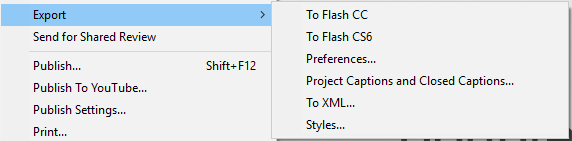 Export
Send for Shared Review
Publish... Shift+F12
Publish To YouTube...
Publish Settings...
Print...
To Flash CC
To Flash CS6
Preferences...
Project Captions and Closed Captions...
To XML...
Styles...